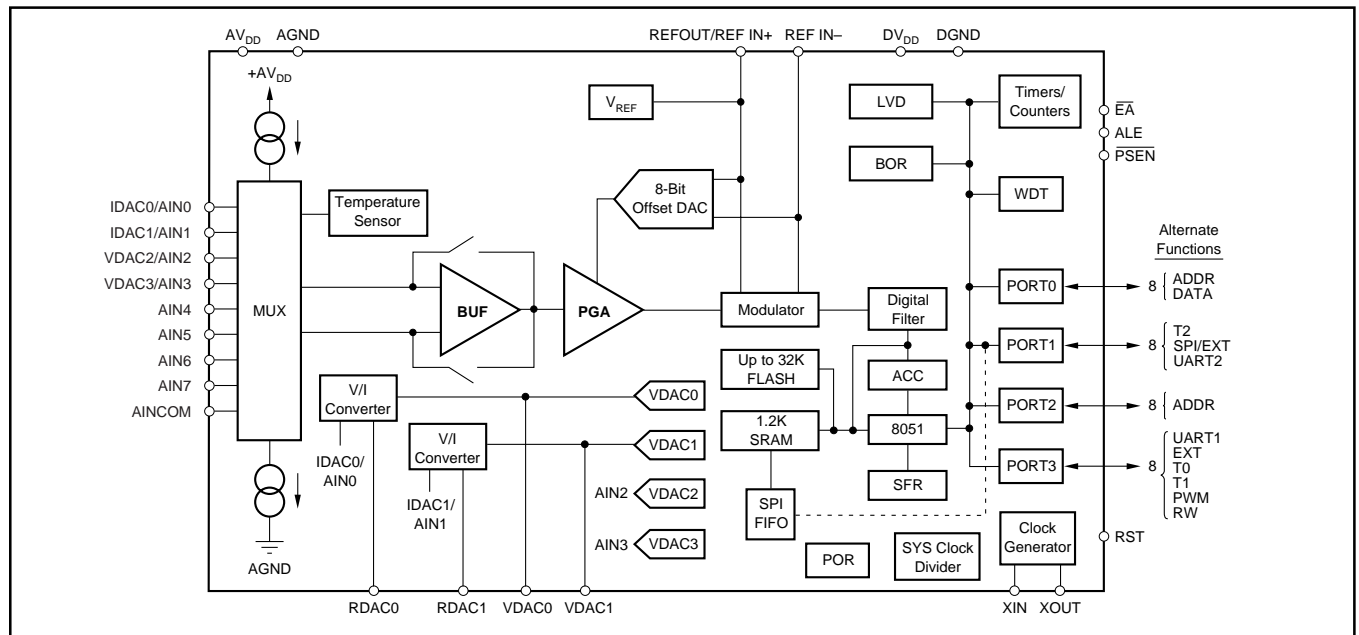 AVDD
AGND
REFOUT/REF IN+
REF IN–
DVDD
DGND
+AVDD
VREF
LVD
Timers/
Counters
EA
ALE
PSEN
BOR
WDT
8-Bit
Offset DAC
Temperature
Sensor
IDAC0/AIN0
IDAC1/AIN1
VDAC2/AIN2
VDAC3/AIN3
AIN4
AIN5
AIN6
AIN7
AINCOM
MUX
BUF
PGA
Modulator
Digital
Filter
Alternate
Functions
PORT0
8
ADDR
DATA
PORT1
8
T2
SPI/EXT
UART2
PORT2
8
ADDR
PORT3
8
UART1
EXT
T0
T1
PWM
RW
Up to 32K
FLASH
ACC
1.2K
SRAM
8051
SFR
SPI
FIFO
V/I
Converter
IDAC0/
AIN0
V/I
Converter
IDAC1/
AIN1
VDAC0
VDAC1
AIN2
VDAC2
AIN3
VDAC3
POR
SYS Clock
Divider
Clock
Generator
RST
AGND
RDAC0
RDAC1
VDAC0
VDAC1
XIN
XOUT